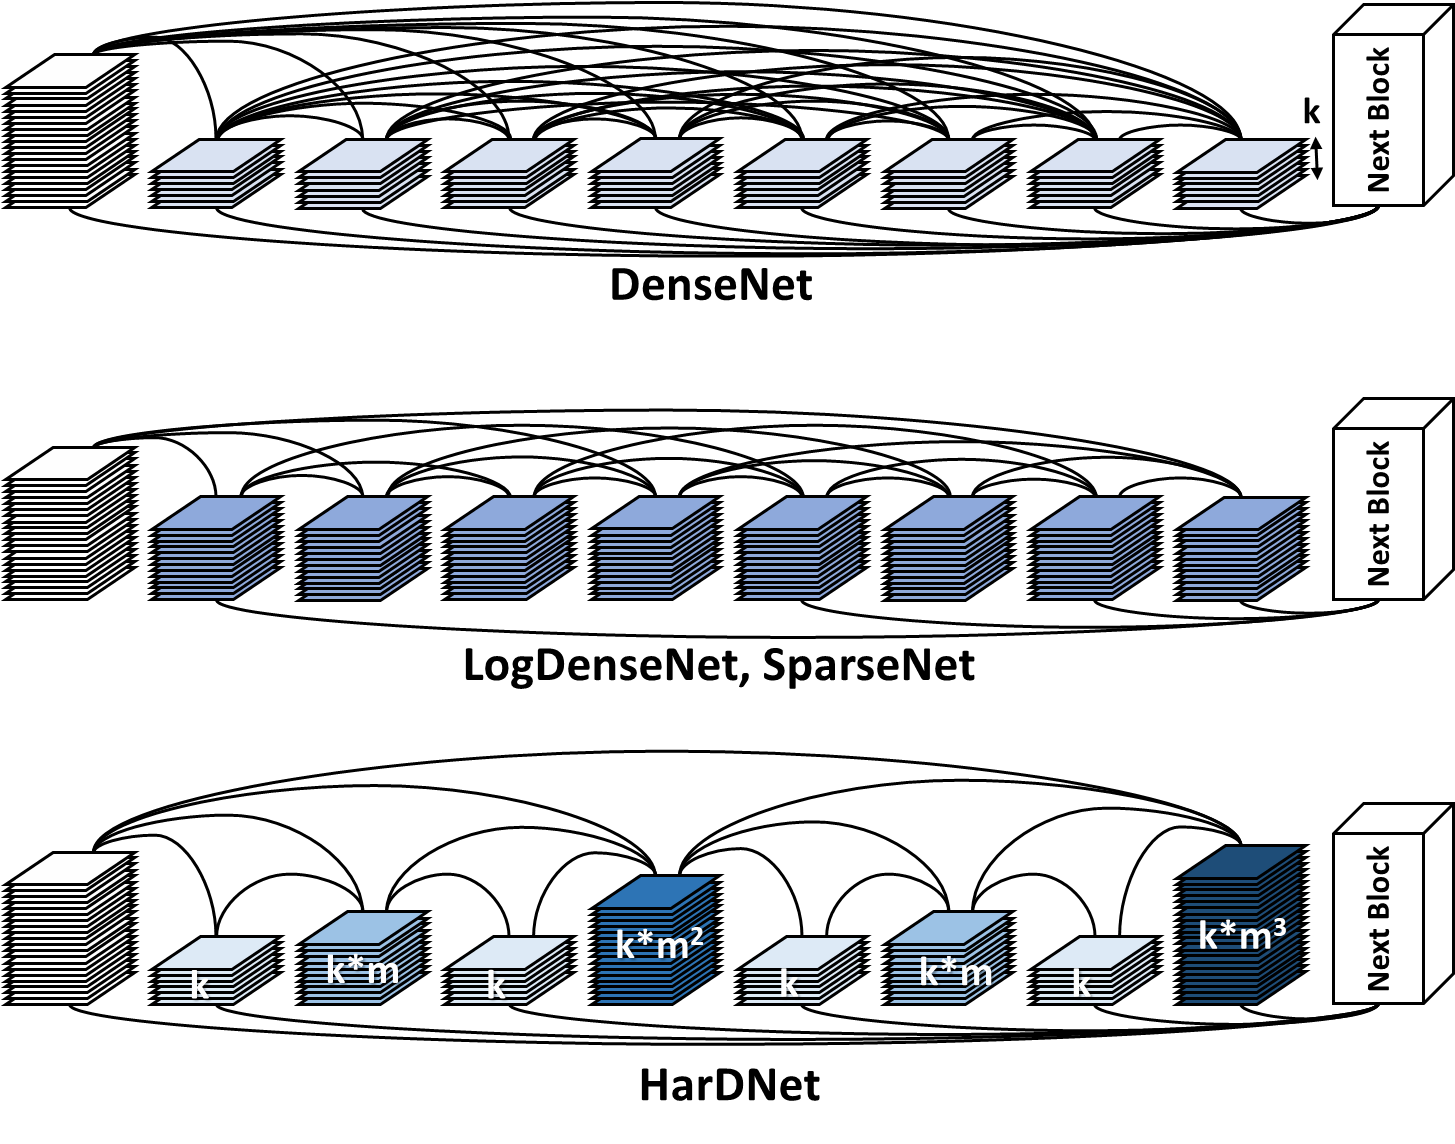 k
Next Block
DenseNet
Next Block
LogDenseNet, SparseNet
k
k*m
k
k*m²
k
k*m
k
k*m³
Next Block
HarDNet